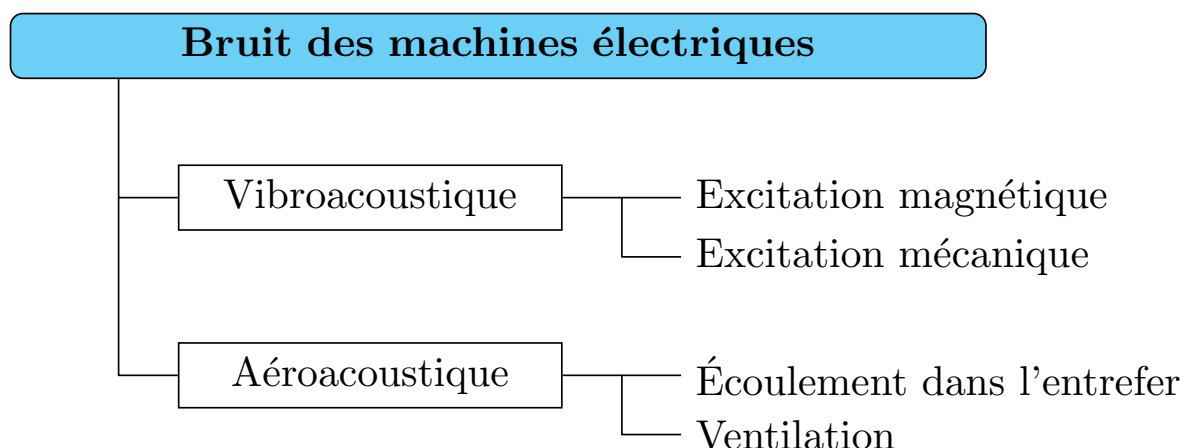 Bruit des machines électriques
Vibroacoustique
Excitation magnétique
Excitation mécanique
Aéroacoustique
Écoulement dans l'entrefer
Ventilation